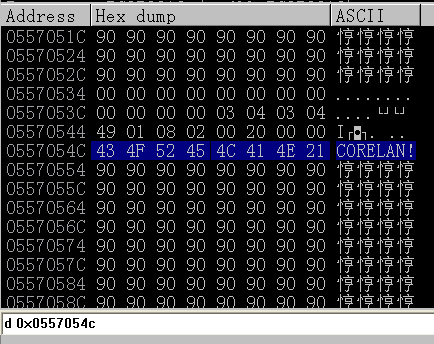 Address Hex dump ASCII
0557051C 90 90 90 90 90 90 90 90 悙悙悙悙
05570524 90 90 90 90 90 90 90 90 悙悙悙悙
0557052C 90 90 90 90 90 90 90 90 悙悙悙悙
05570534 00 00 00 00 00 00 00 00 ........
0557053C 00 00 00 00 03 04 03 04 ....└┘└┘
05570544 49 01 08 02 00 20 00 00 I┌◘┐. ..
0557054C 43 4F 52 45 4C 41 4E 21 CORELAN!
05570554 90 90 90 90 90 90 90 90 悙悙悙悙
0557055C 90 90 90 90 90 90 90 90 悙悙悙悙
05570564 90 90 90 90 90 90 90 90 悙悙悙悙
0557056C 90 90 90 90 90 90 90 90 悙悙悙悙
05570574 90 90 90 90 90 90 90 90 悙悙悙悙
0557057C 90 90 90 90 90 90 90 90 悙悙悙悙
05570584 90 90 90 90 90 90 90 90 悙悙悙悙
0557058C 90 90 90 90 90 90 90 90 悙悙悙悙
d 0x0557054c